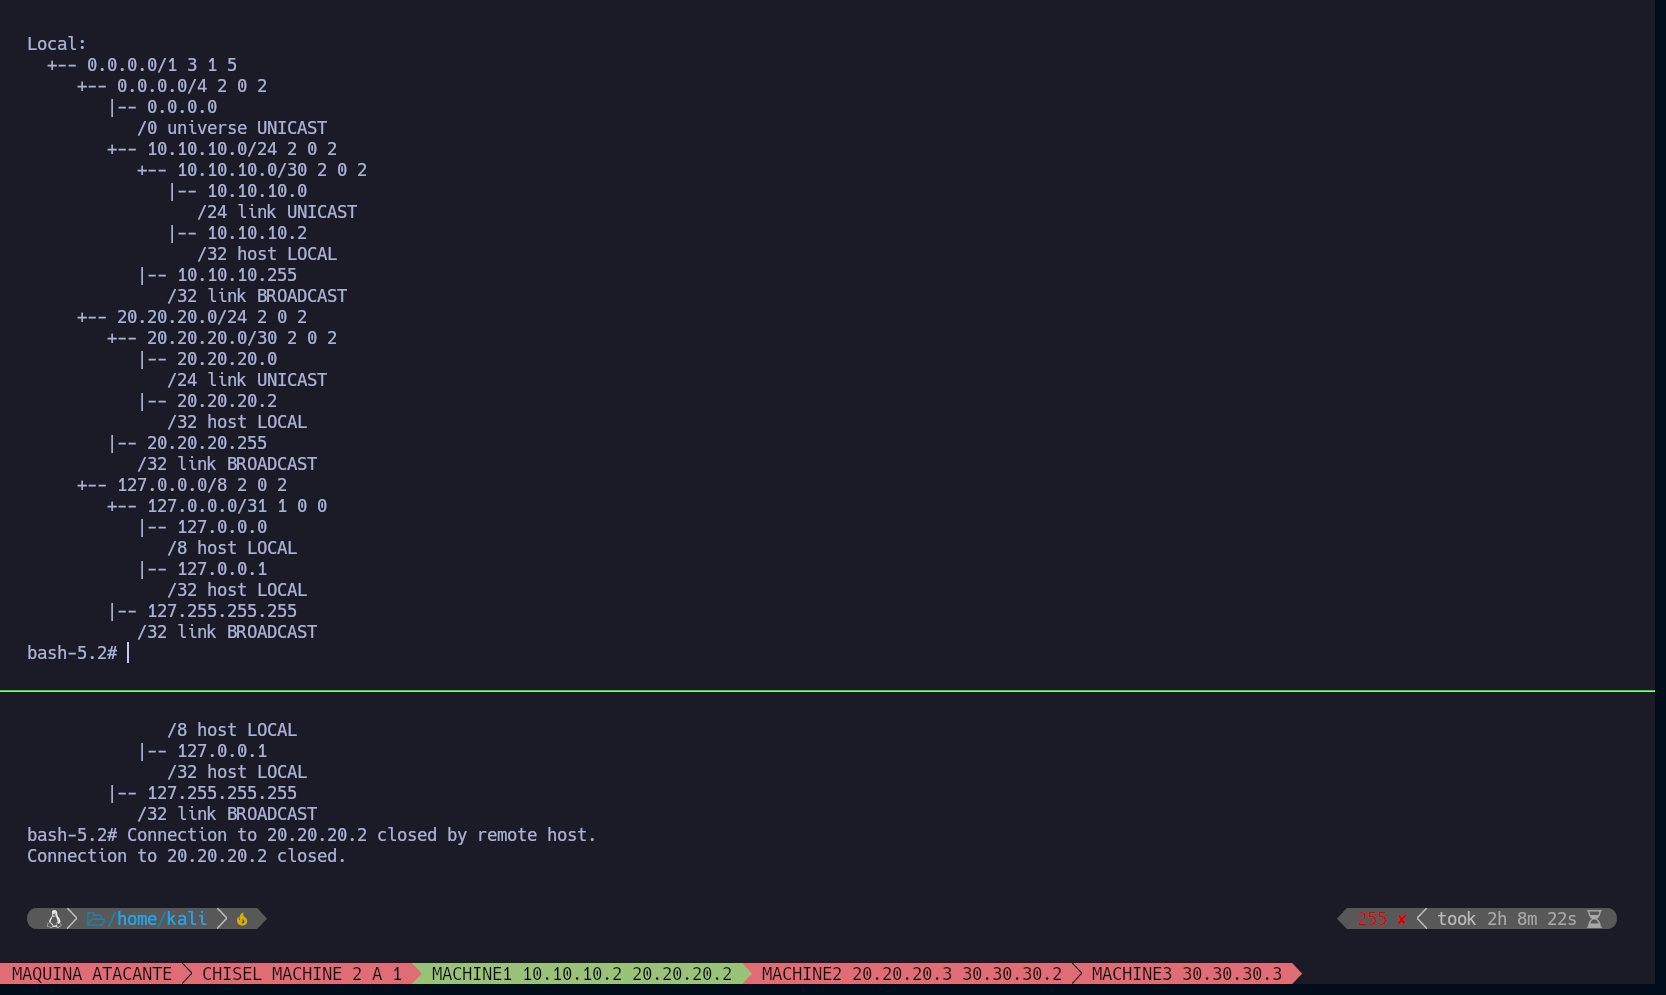 Local:
  +-- 0.0.0.0/1 3 1 5
     +-- 0.0.0.0/4 2 0 2
        |-- 0.0.0.0
           /0 universe UNICAST
        +-- 10.10.10.0/24 2 0 2
           +-- 10.10.10.0/30 2 0 2
              |-- 10.10.10.0
                 /24 link UNICAST
              |-- 10.10.10.2
                 /32 host LOCAL
           |-- 10.10.10.255
              /32 link BROADCAST
     +-- 20.20.20.0/24 2 0 2
        +-- 20.20.20.0/30 2 0 2
           |-- 20.20.20.0
              /24 link UNICAST
           |-- 20.20.20.2
              /32 host LOCAL
        |-- 20.20.20.255
           /32 link BROADCAST
     +-- 127.0.0.0/8 2 0 2
        +-- 127.0.0.0/31 1 0 0
           |-- 127.0.0.0
              /8 host LOCAL
           |-- 127.0.0.1
              /32 host LOCAL
        |-- 127.255.255.255
           /32 link BROADCAST
bash-5.2#
              /8 host LOCAL
           |-- 127.0.0.1
              /32 host LOCAL
        |-- 127.255.255.255
           /32 link BROADCAST
bash-5.2# Connection to 20.20.20.2 closed by remote host.
Connection to 20.20.20.2 closed.
/home/kali 255 ✘ took 2h 8m 22s
MAQUINA ATACANTE CHISEL MACHINE 2 A 1 MACHINE1 10.10.10.2 20.20.20.2 MACHINE2 20.20.20.3 30.30.30.2 MACHINE3 30.30.30.3